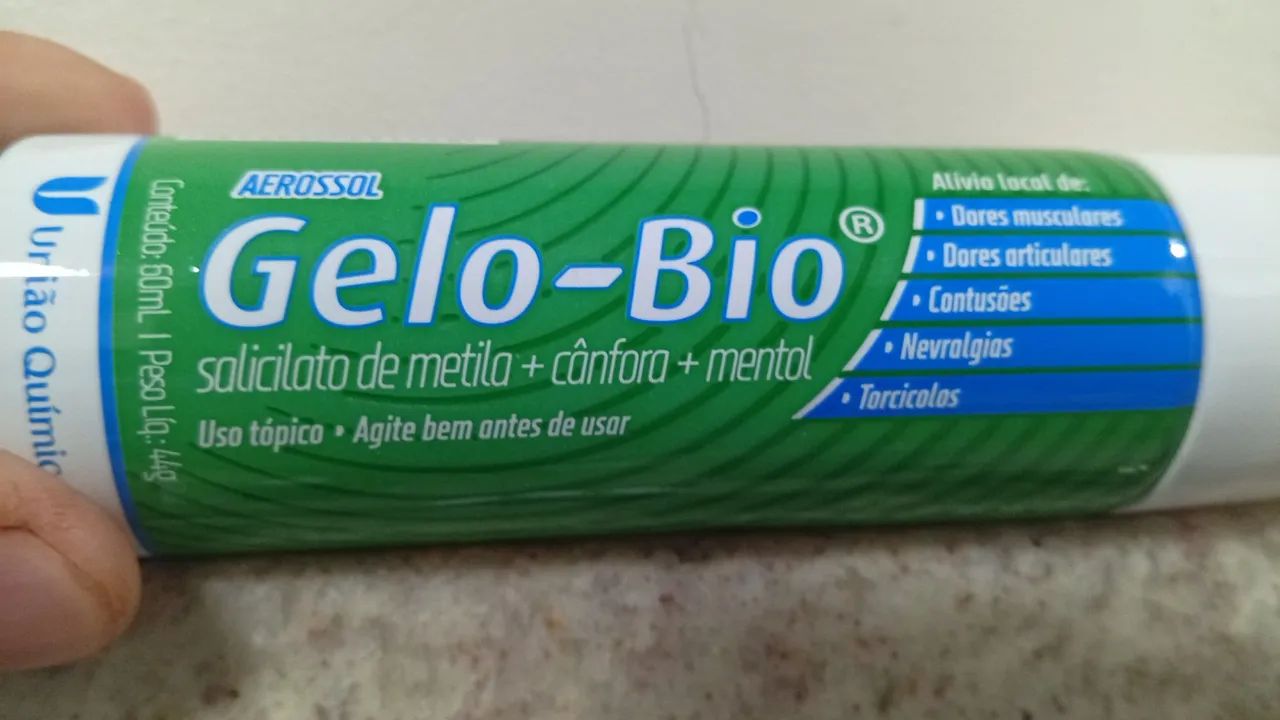 União Química
Conteúdo: 60mL | Peso Líq.: 44g
AEROSSOL
Gelo-Bio®
salicilato de metila + cânfora + mentol
Uso tópico • Agite bem antes de usar
Alívio local de:
• Dores musculares
• Dores articulares
• Contusões
• Nevralgias
• Torcicolos